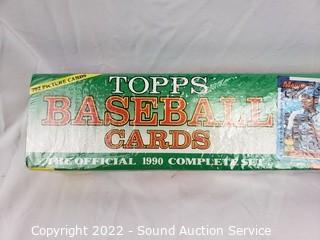 792 PICTURE CARDS
TOPPS
BASEBALL
CARDS
THE OFFICIAL 1990 COMPLETE SET
Copyright 2022 - Sound Auction Service